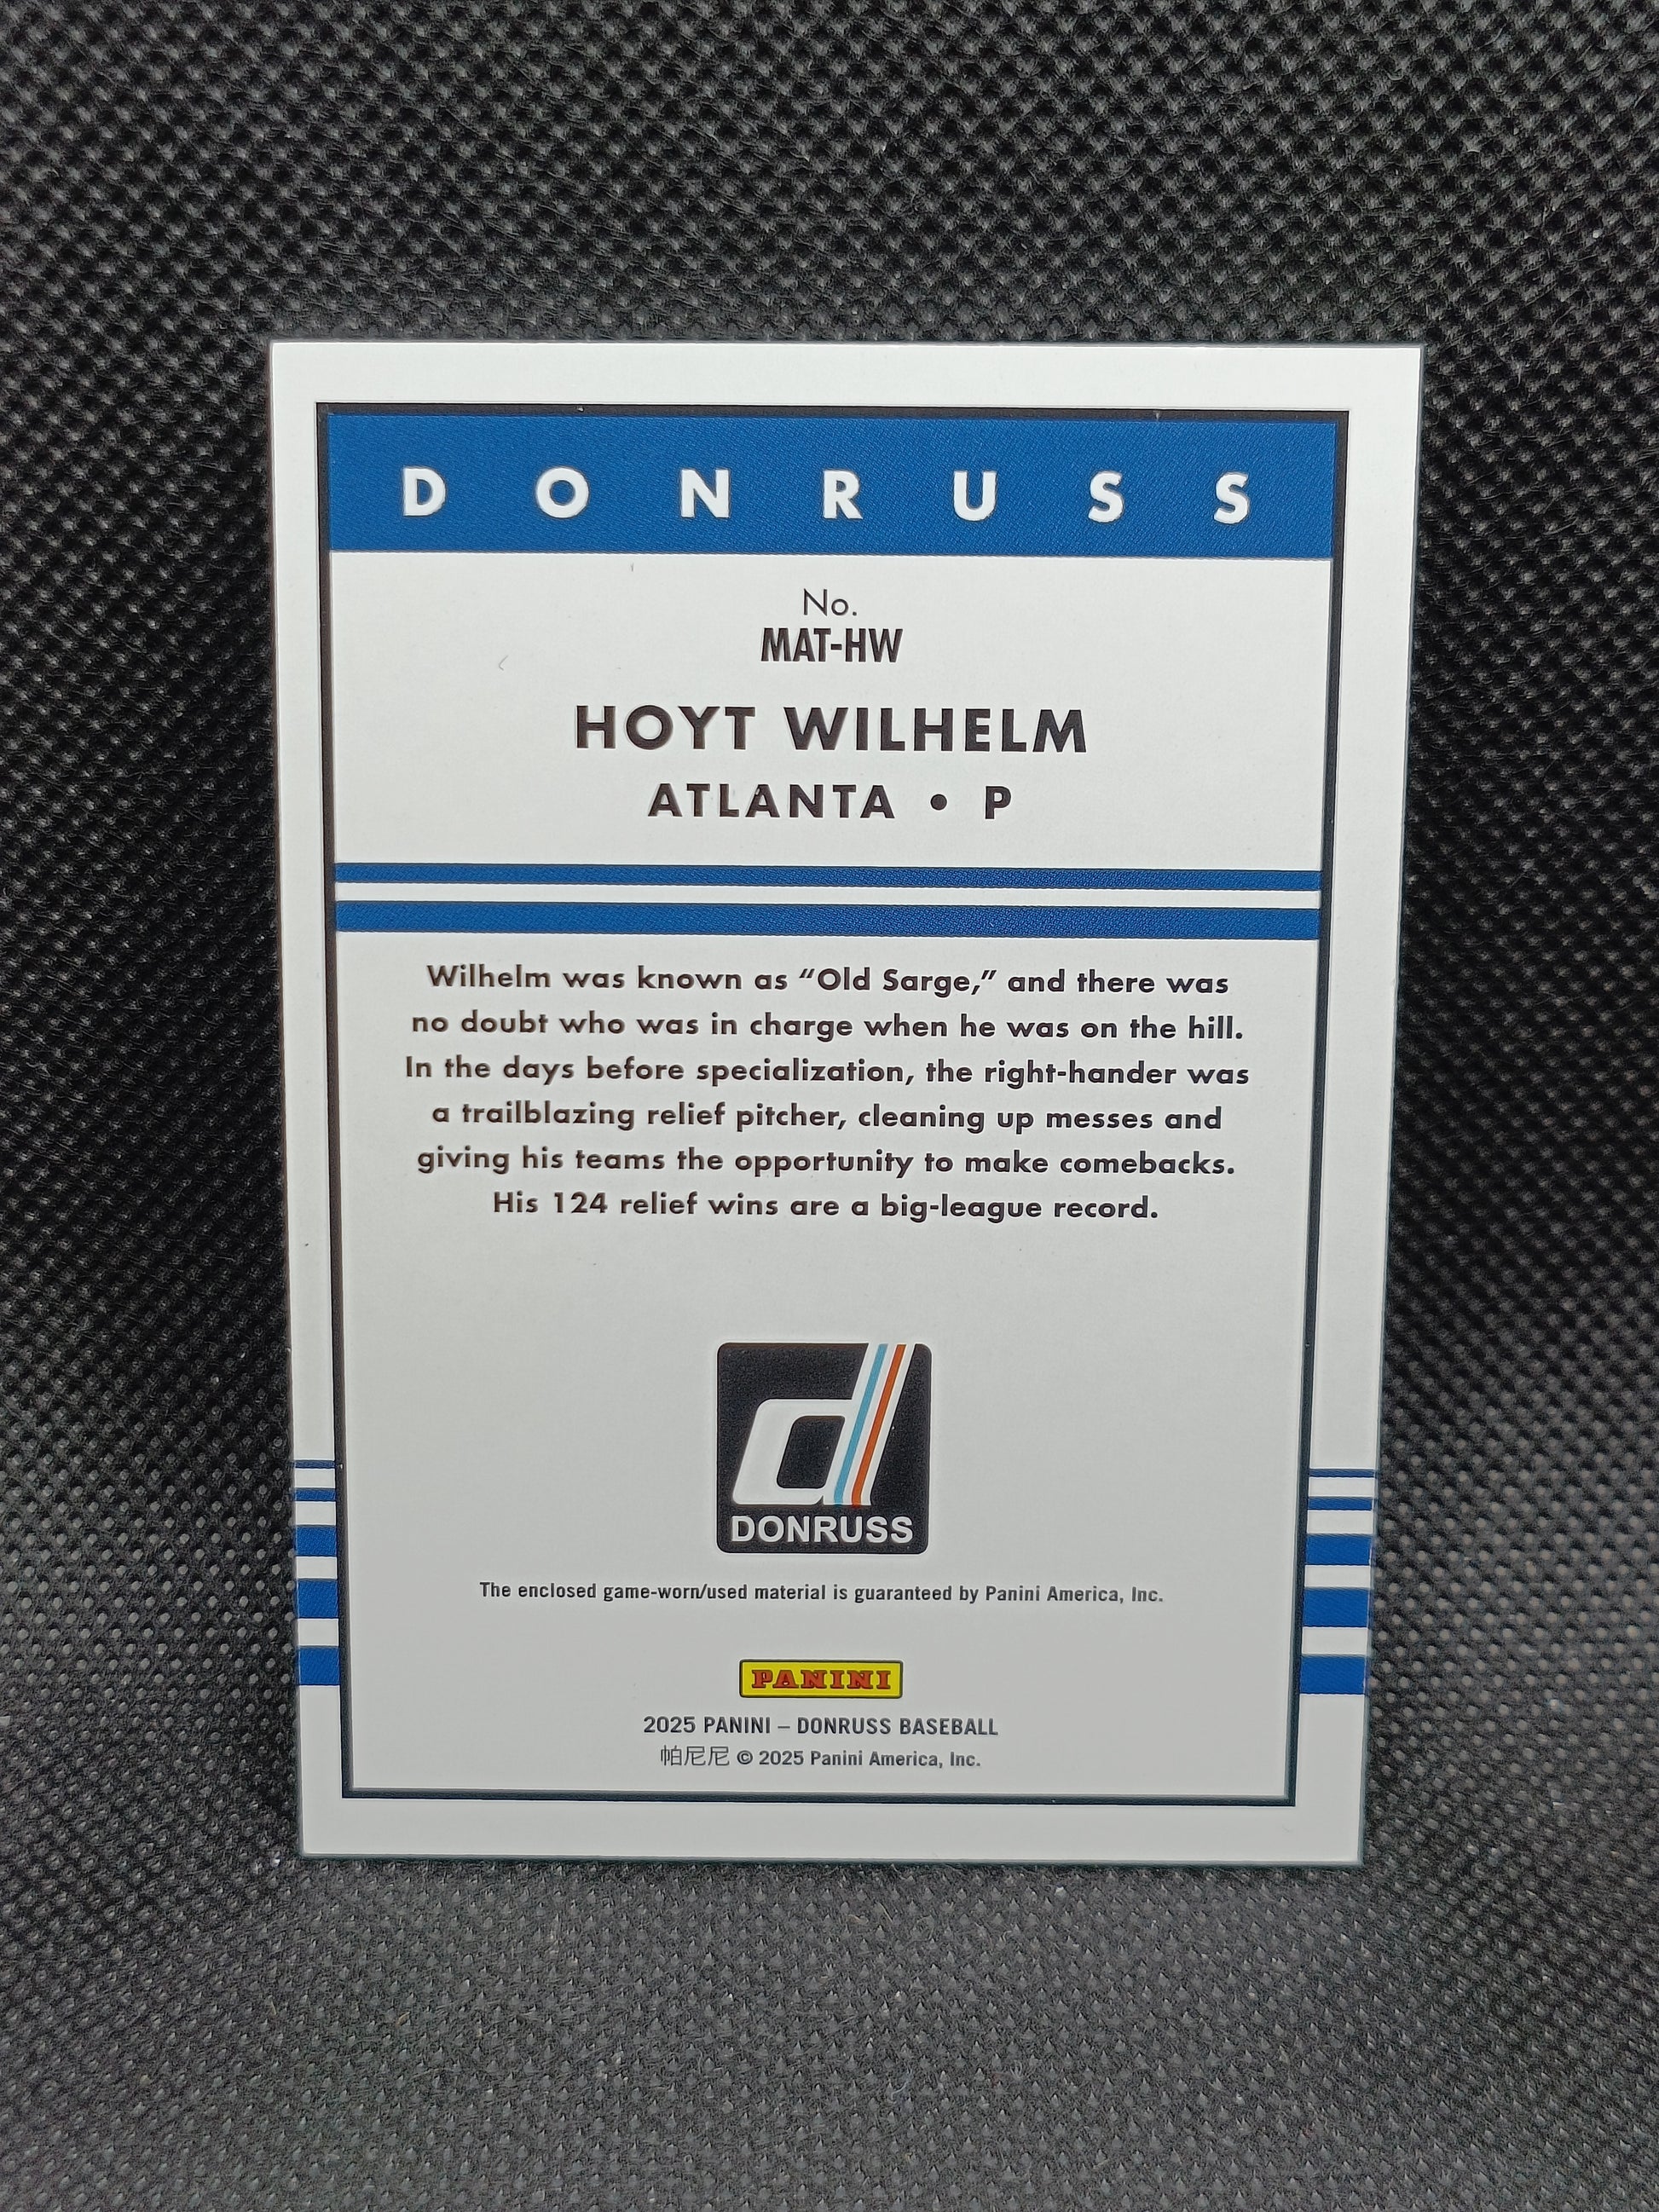 DONRUSS
No.
MAT-HW
HOYT WILHELM
ATLANTA • P
Wilhelm was known as “Old Sarge,” and there was
no doubt who was in charge when he was on the hill.
In the days before specialization, the right-hander was
a trailblazing relief pitcher, cleaning up messes and
giving his teams the opportunity to make comebacks.
His 124 relief wins are a big-league record.
d
DONRUSS
The enclosed game-worn/used material is guaranteed by Panini America, Inc.
PANINI
2025 PANINI – DONRUSS BASEBALL
帕尼尼 © 2025 Panini America, Inc.